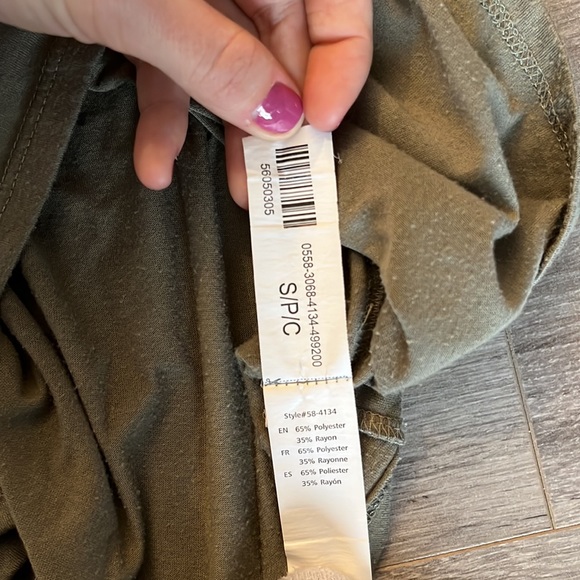 56050305
0558-3068-4134-499200
S/P/C
Style#58-4134
EN 65% Polyester
35% Rayon
FR 65% Polyester
35% Rayonne
ES 65% Poliester
35% Rayón